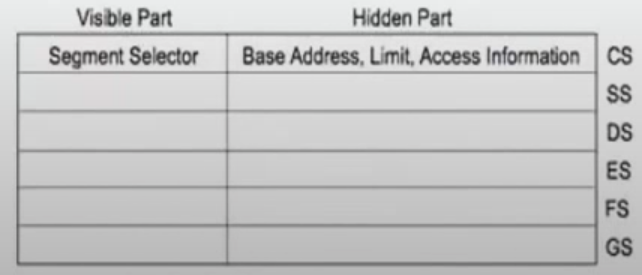 Visible Part Hidden Part
Segment Selector Base Address, Limit, Access Information CS
SS
DS
ES
FS
GS